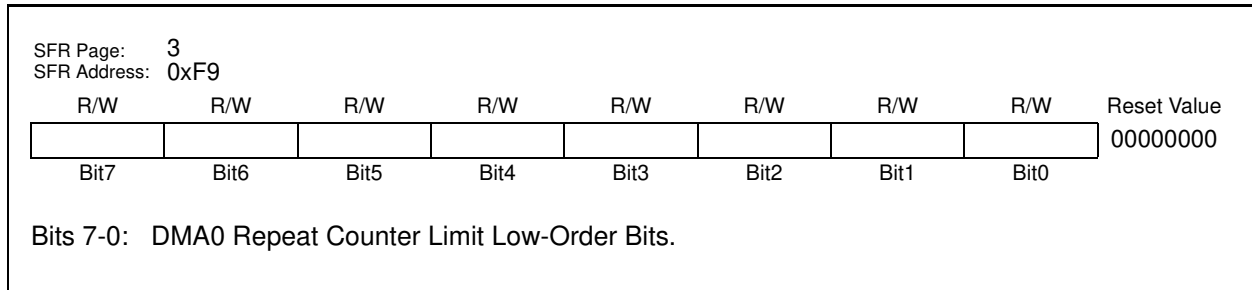 SFR Page: 3
SFR Address: 0xF9
R/W R/W R/W R/W R/W R/W R/W R/W Reset Value
00000000
Bit7 Bit6 Bit5 Bit4 Bit3 Bit2 Bit1 Bit0
Bits 7-0: DMA0 Repeat Counter Limit Low-Order Bits.